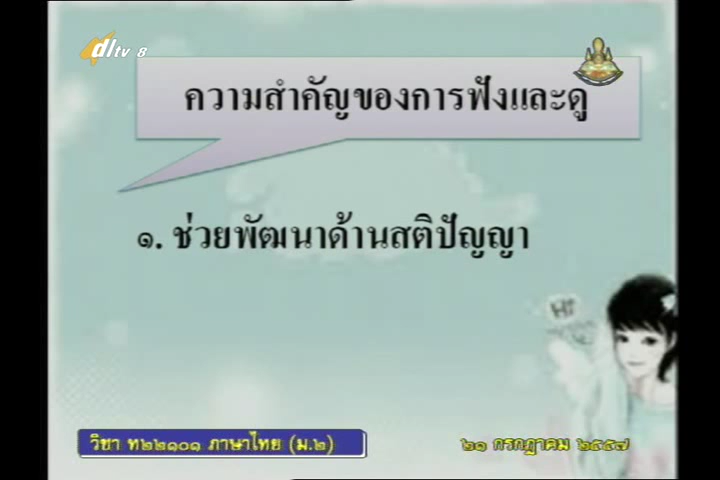 dltv 8
ความสำคัญของการฟังและดู
๑. ช่วยพัฒนาด้านสติปัญญา
Hi
วิชา ท๒๒๑๐๑ ภาษาไทย (ม.๒)
๒๑ กรกฎาคม ๒๕๕๗